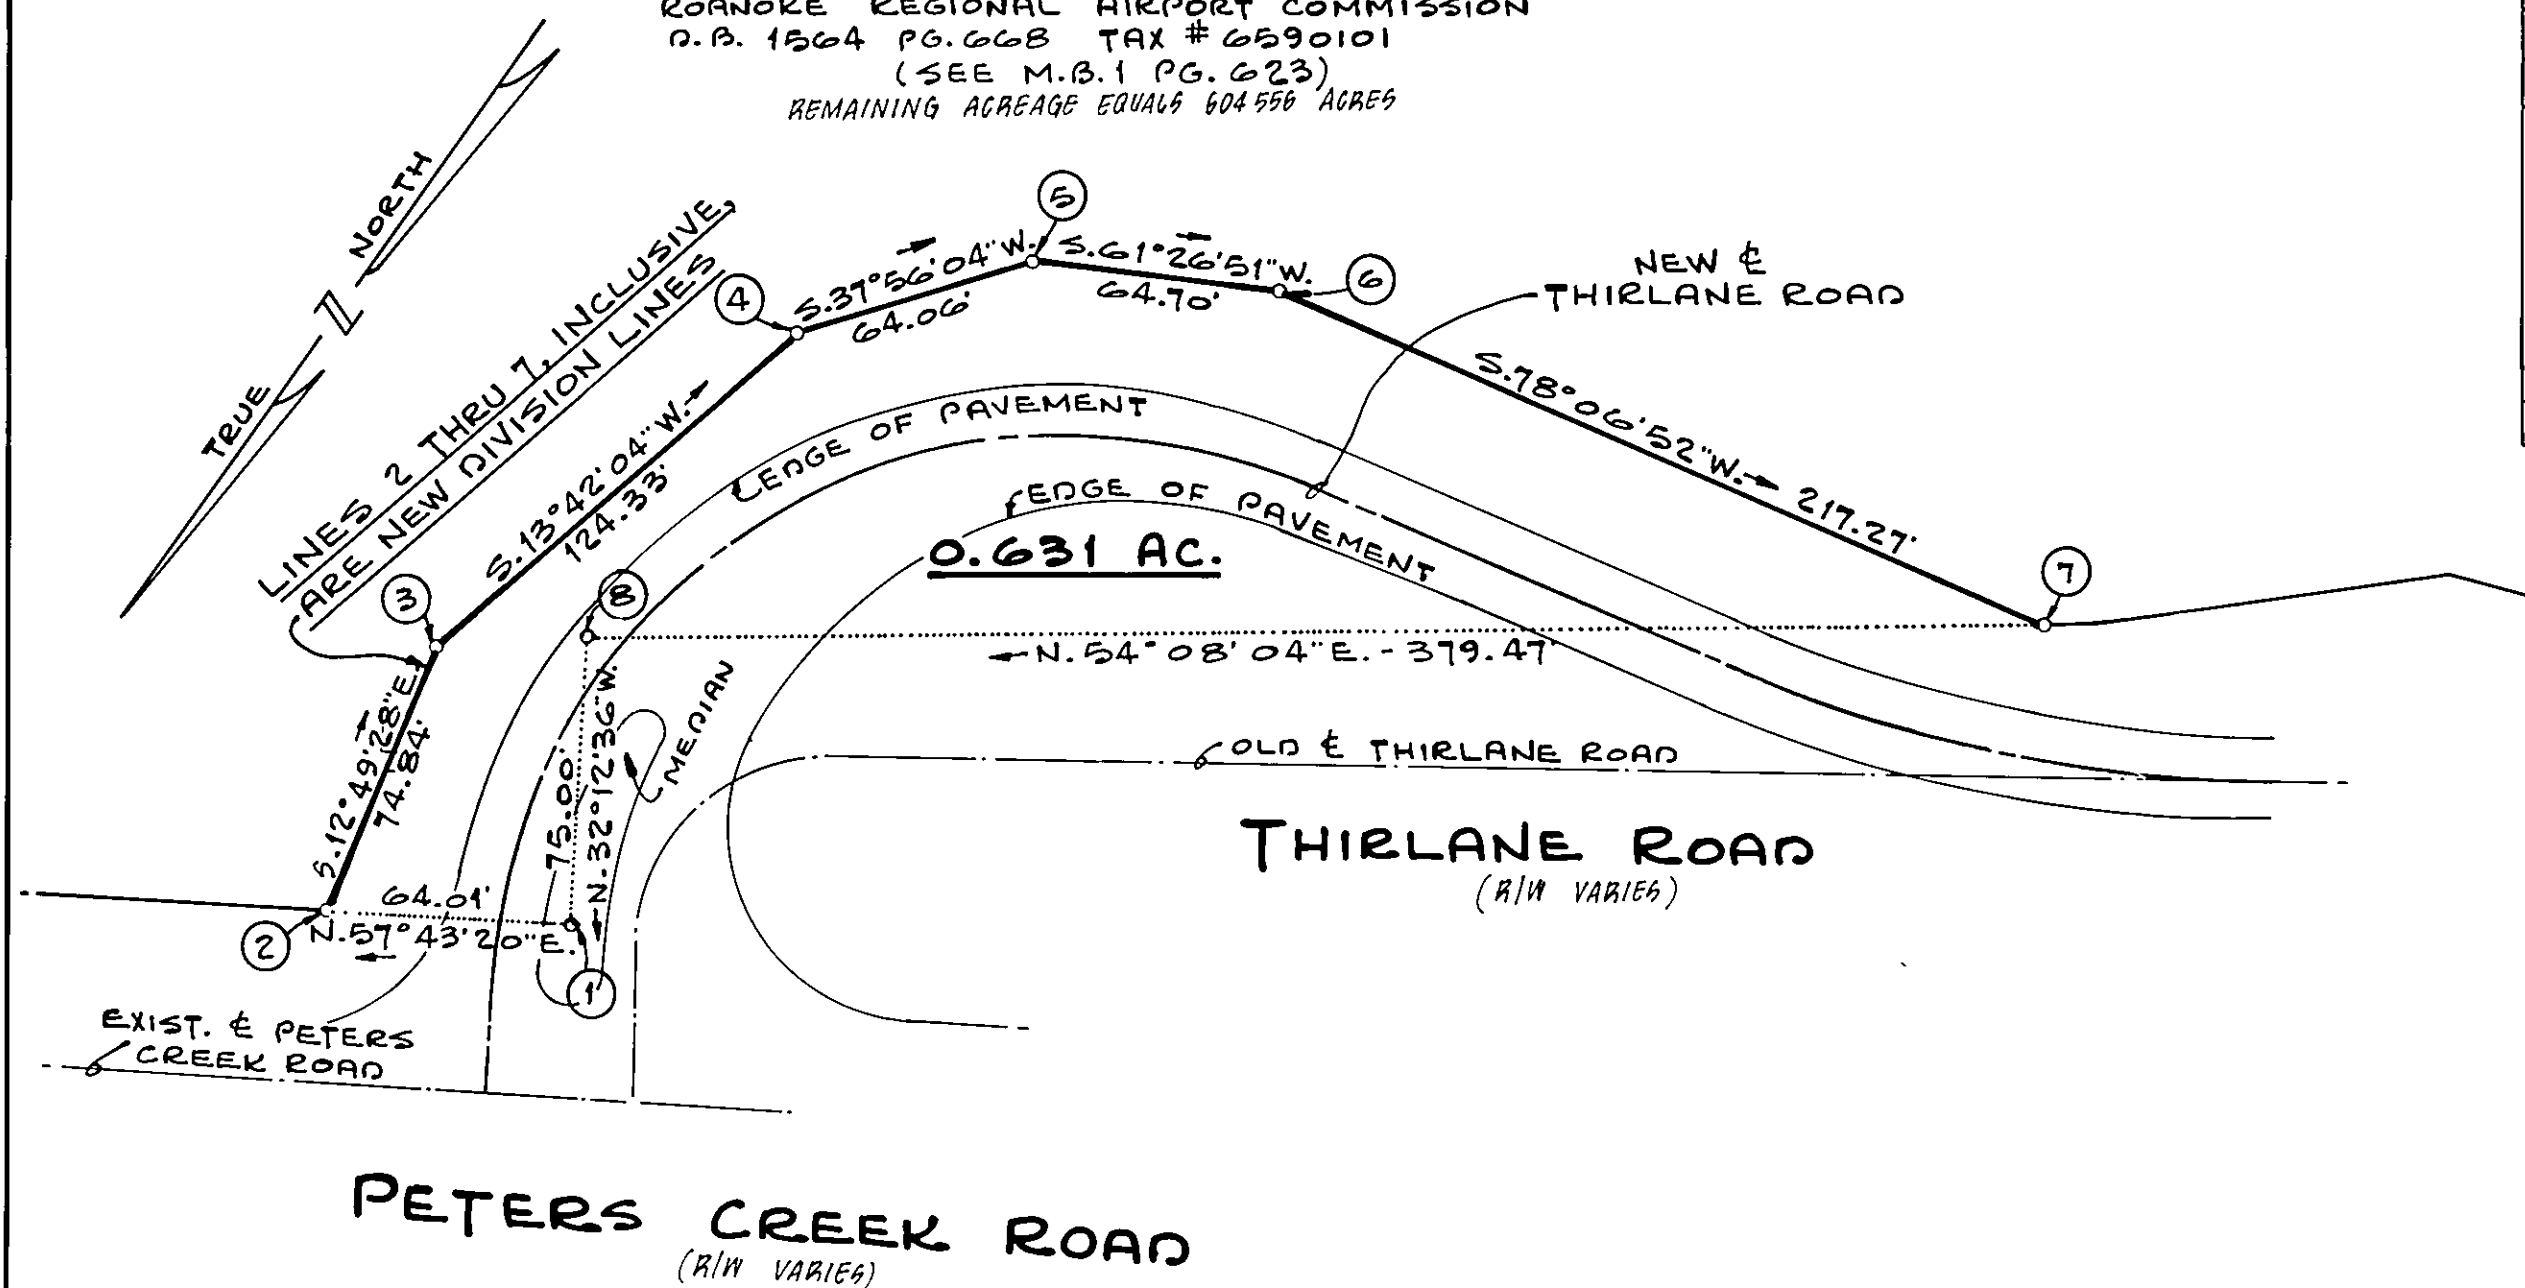 ROANOKE REGIONAL AIRPORT COMMISSION
D.B. 1564 PG. 668 TAX # 6590101
(SEE M.B. 1 PG. 623)
REMAINING ACREAGE EQUALS 604 556 ACRES
TRUE NORTH
LINES 2 THRU 7, INCLUSIVE,
ARE NEW DIVISION LINES
5
4
S.37°56'04"W.
64.06'
S.61°26'51"W.
64.70'
6
NEW ℄
THIRLANE ROAD
S.78°06'52"W. 217.27'
S.13°42'04"W.
124.33'
EDGE OF PAVEMENT
EDGE OF PAVEMENT
0.631 AC.
3
8
7
N.54°08'04"E. - 379.47'
S.12°49'28"E.
74.84'
75.00'
N.32°12'36"W.
MEDIAN
OLD ℄ THIRLANE ROAD
THIRLANE ROAD
(R/W VARIES)
64.01'
N.57°43'20"E.
2
1
EXIST. ℄ PETERS
CREEK ROAD
PETERS CREEK ROAD
(R/W VARIES)